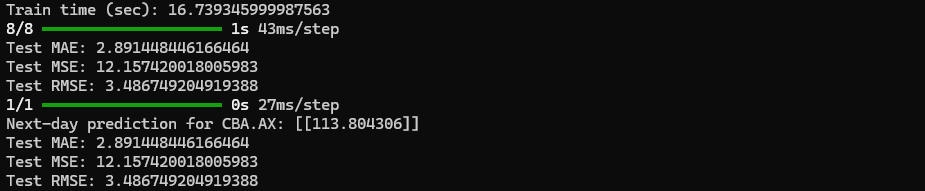 Train time (sec): 16.739345999987563
8/8 ━━━━━━━━━━━━━━━━━━━━ 1s 43ms/step
Test MAE: 2.891448446166464
Test MSE: 12.157420018005983
Test RMSE: 3.486749204919388
1/1 ━━━━━━━━━━━━━━━━━━━━ 0s 27ms/step
Next-day prediction for CBA.AX: [[113.804306]]
Test MAE: 2.891448446166464
Test MSE: 12.157420018005983
Test RMSE: 3.486749204919388